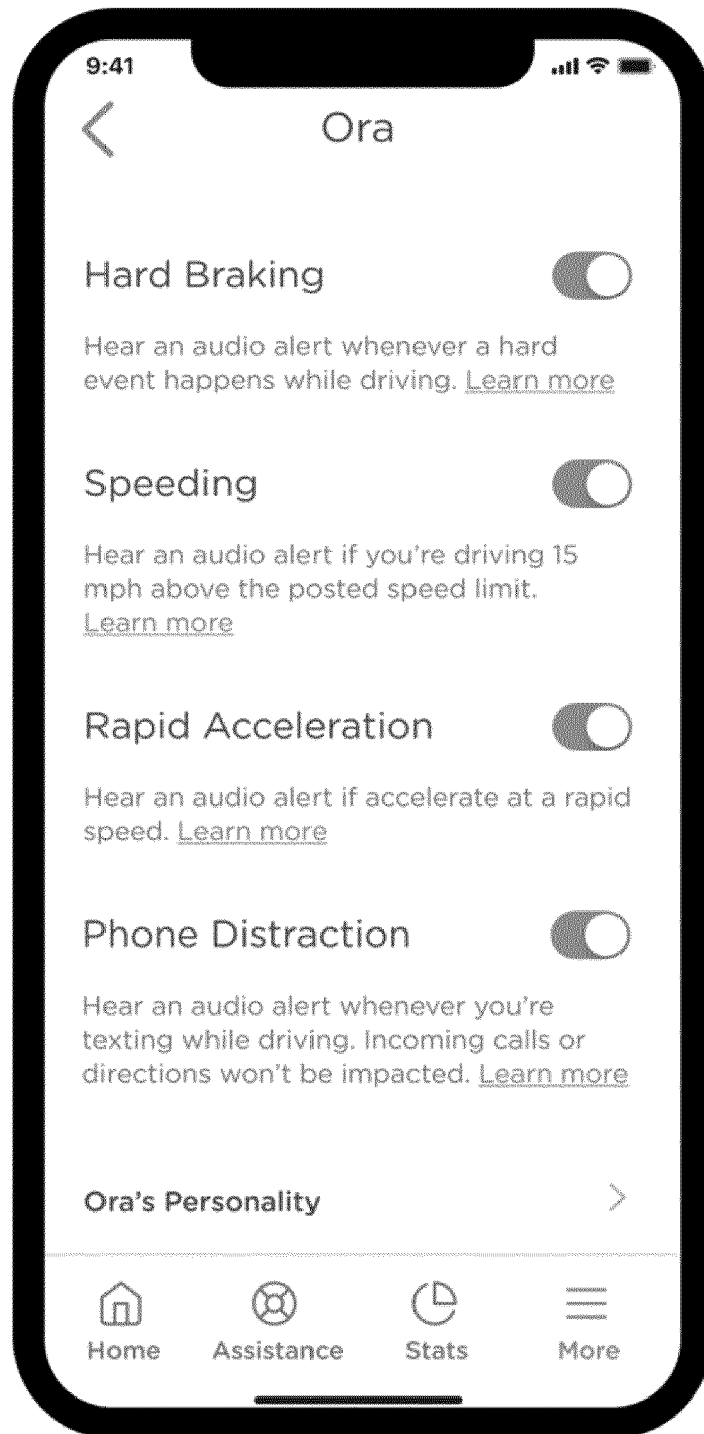 9:41
Ora
Hard Braking
Hear an audio alert whenever a hard
event happens while driving. Learn more
Speeding
Hear an audio alert if you're driving 15
mph above the posted speed limit.
Learn more
Rapid Acceleration
Hear an audio alert if accelerate at a rapid
speed. Learn more
Phone Distraction
Hear an audio alert whenever you're
texting while driving. Incoming calls or
directions won't be impacted. Learn more
Ora's Personality
Home Assistance Stats More